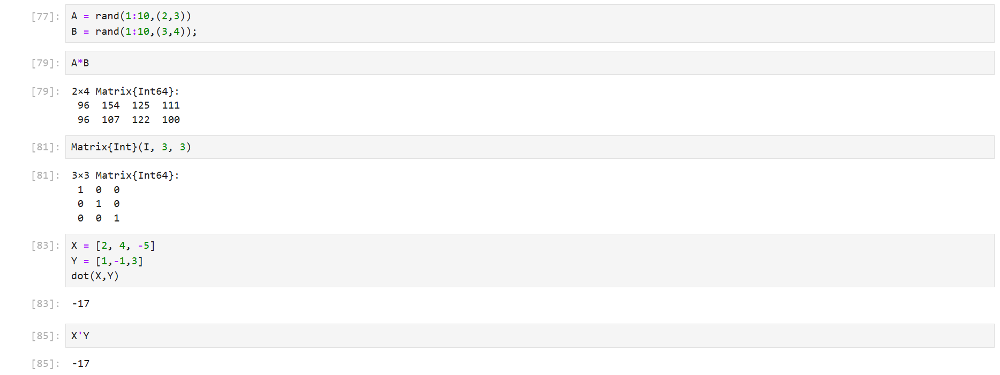 [77]: A = rand(1:10,(2,3))
B = rand(1:10,(3,4));
[79]: A*B
[79]: 2×4 Matrix{Int64}:
96 154 125 111
96 107 122 100
[81]: Matrix{Int}(I, 3, 3)
[81]: 3×3 Matrix{Int64}:
1 0 0
0 1 0
0 0 1
[83]: X = [2, 4, -5]
Y = [1,-1,3]
dot(X,Y)
[83]: -17
[85]: X'Y
[85]: -17